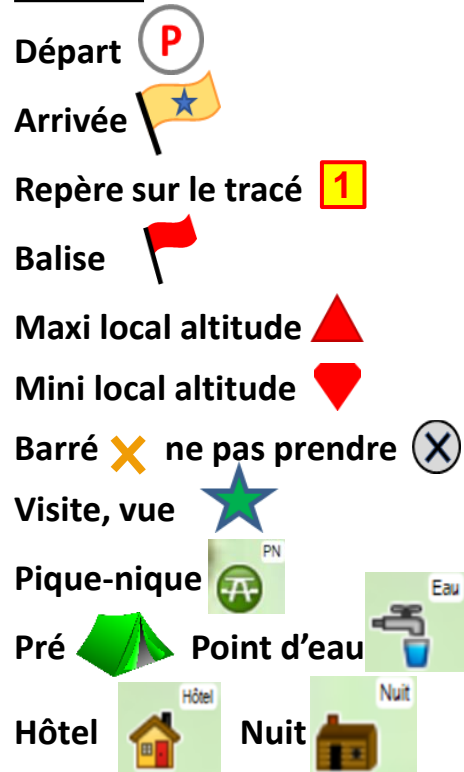 Départ P
Arrivée
Repère sur le tracé 1
Balise
Maxi local altitude
Mini local altitude
Barré ne pas prendre
Visite, vue
Pique-nique PN
Pré Point d'eau Eau
Hôtel Hôtel Nuit Nuit